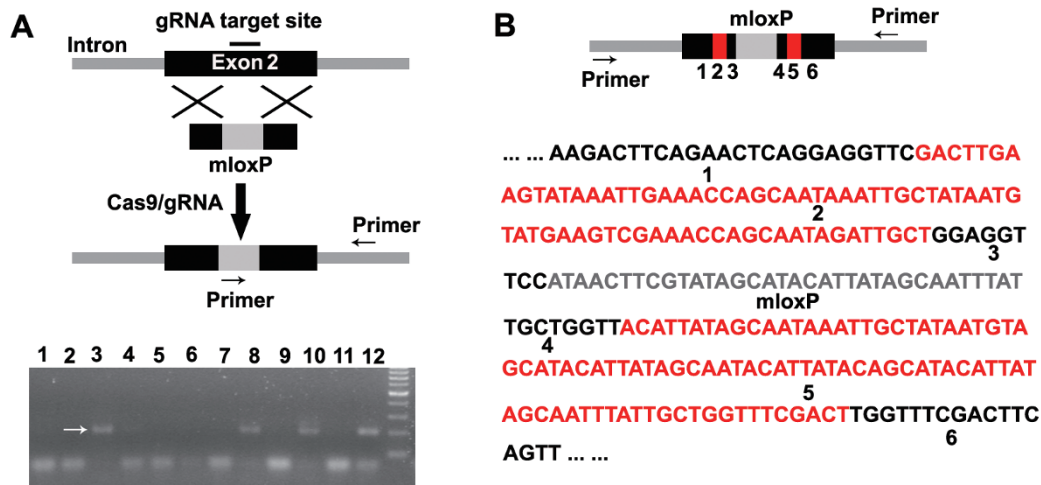 A
gRNA target site
Intron
Exon 2
mloxP
Cas9/gRNA
Primer
Primer
1 2 3 4 5 6 7 8 9 10 11 12
B
mloxP
Primer
Primer
1 2 3 4 5 6
... ... AAGACTTCAGAACTCAGGAGGTTCGACTTGA
1
AGTATAAATTGAAACCAGCAATAAATTGCTATAATG
2
TATGAAGTCGAAACCAGCAATAGATTGCTGGAGGT
3
TCCATAACTTCGTATAGCATACATTATAGCAATTTAT
mloxP
TGCTGGTTACATTATAGCAATAAATTGCTATAATGTA
4
GCATACATTATAGCAATACATTATACAGCATACATTAT
5
AGCAATTTATTGCTGGTTTCGACTTGGTTTCGACTTC
6
AGTT ... ...